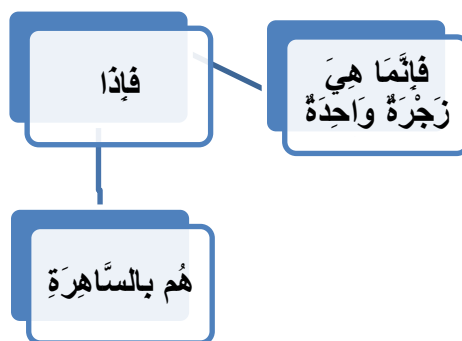 فَإِنَّمَا هِيَ
زَجْرَةٌ وَاحِدَةٌ
فَإِذَا
هُم بِالسَّاهِرَةِ